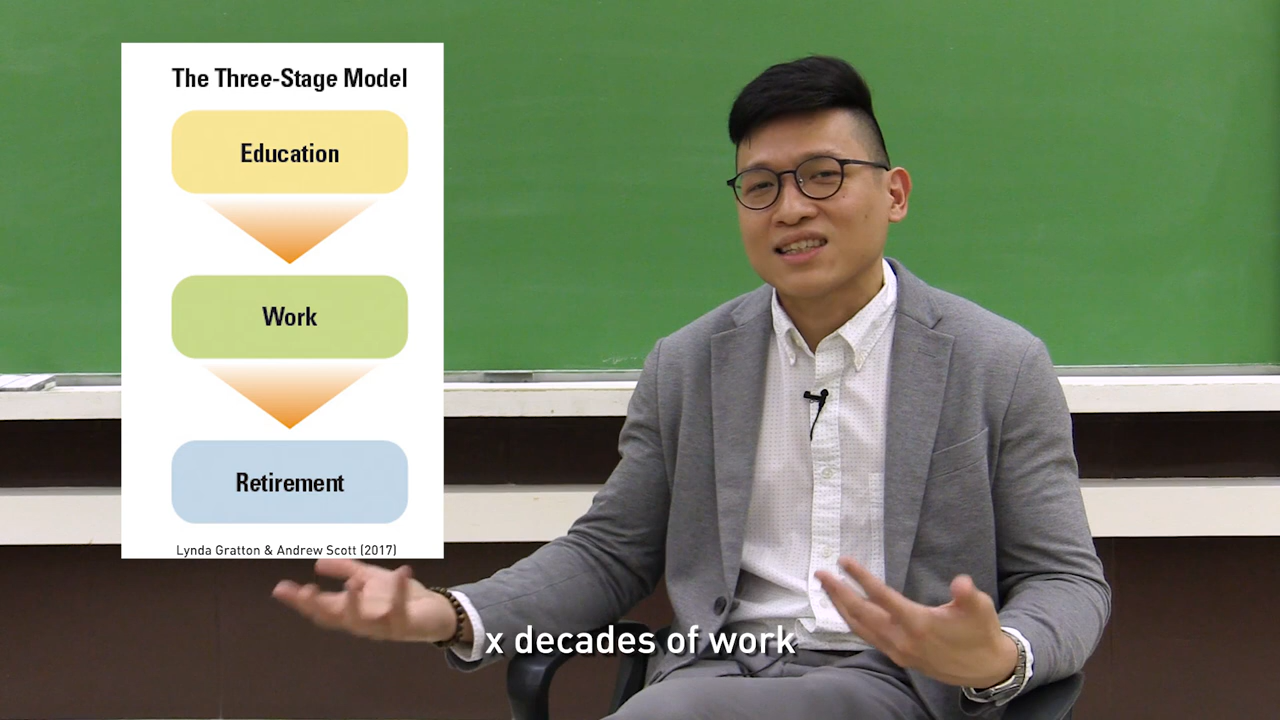 The Three-Stage Model
Education
Work
Retirement
Lynda Gratton & Andrew Scott (2017)
x decades of work